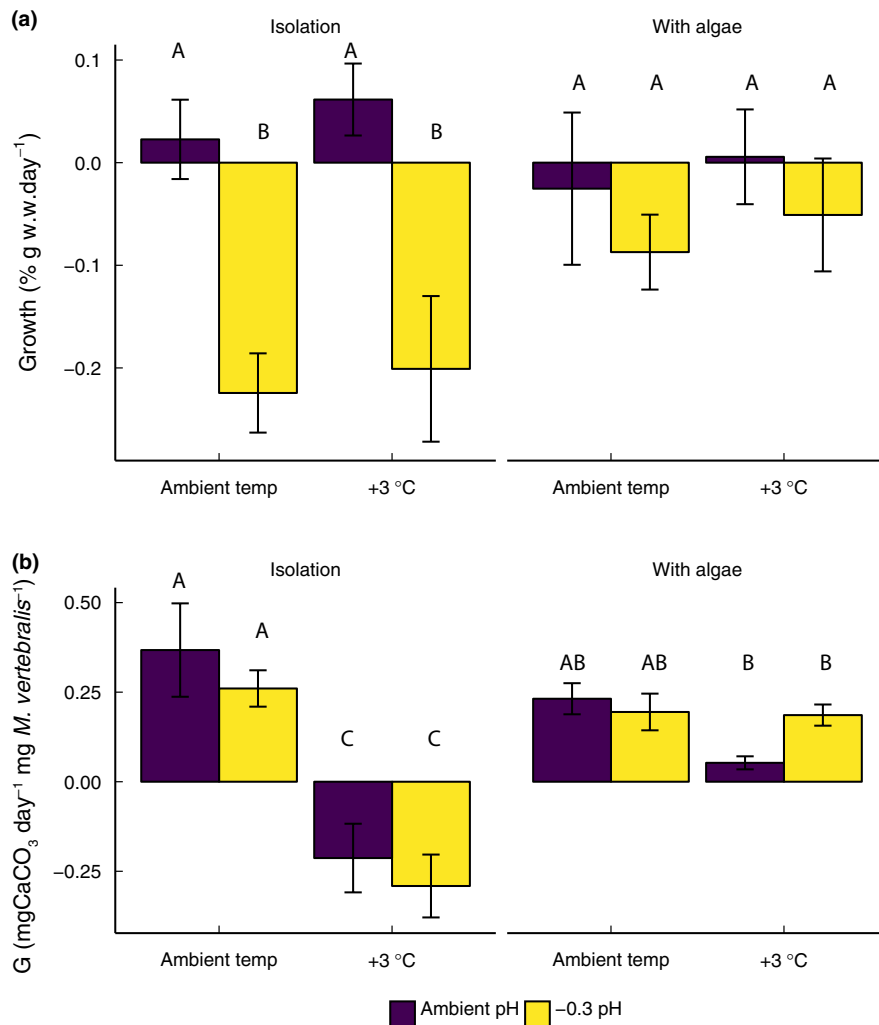 (a)
Isolation
With algae
Growth (% g w.w.day⁻¹)
0.1
0.0
−0.1
−0.2
A
B
A
B
A
A
A
A
Ambient temp
+3 °C
Ambient temp
+3 °C
(b)
Isolation
With algae
G (mgCaCO₃ day⁻¹ mg M. vertebralis⁻¹)
0.50
0.25
0.00
−0.25
A
A
C
C
AB
AB
B
B
Ambient temp
+3 °C
Ambient temp
+3 °C
Ambient pH
−0.3 pH